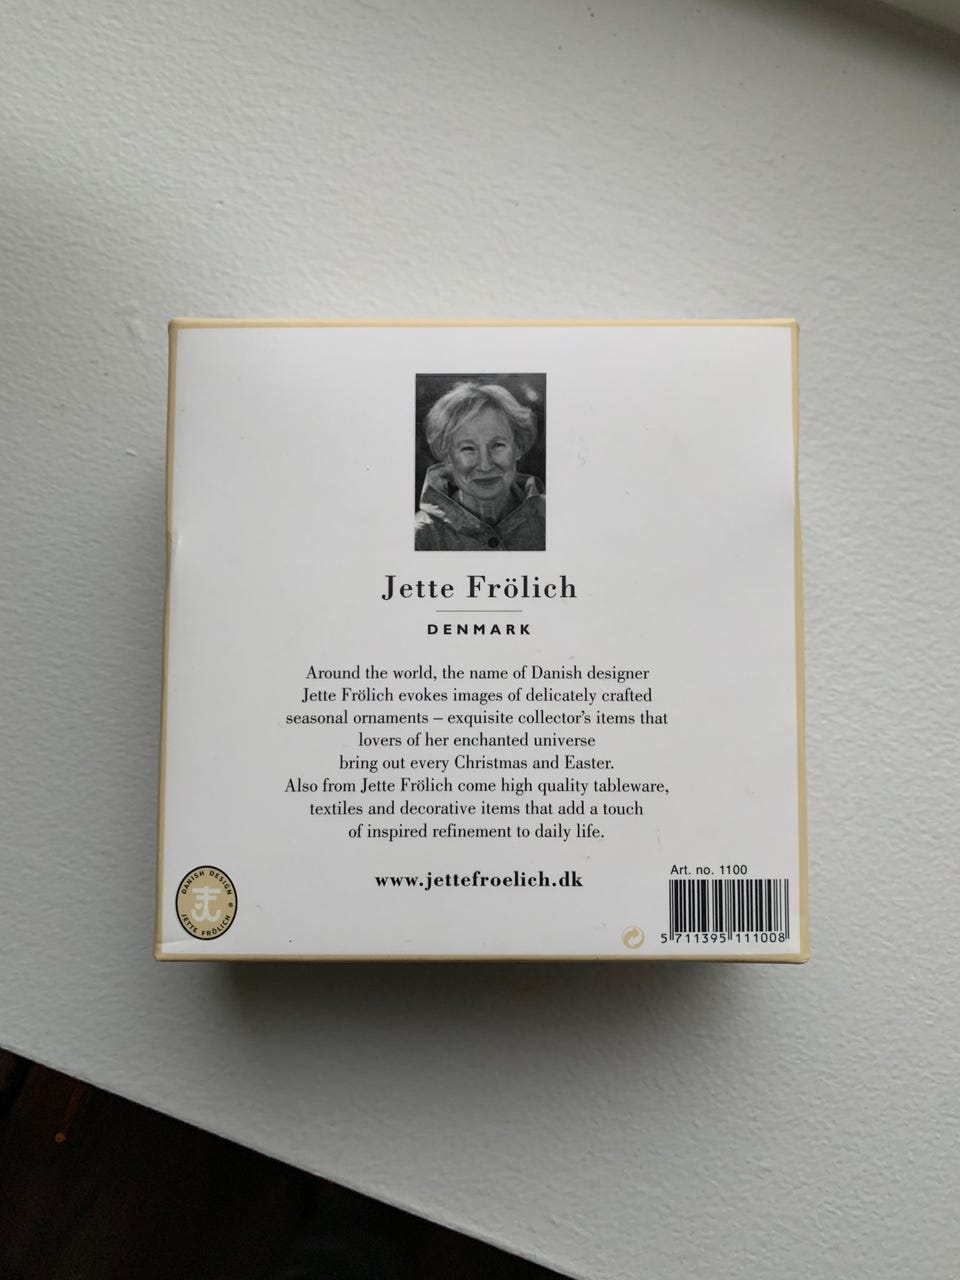 Jette Frölich
DENMARK
Around the world, the name of Danish designer
Jette Frölich evokes images of delicately crafted
seasonal ornaments – exquisite collector's items that
lovers of her enchanted universe
bring out every Christmas and Easter.
Also from Jette Frölich come high quality tableware,
textiles and decorative items that add a touch
of inspired refinement to daily life.
www.jettefroelich.dk
DANISH DESIGN ®
JETTE FRÖLICH
Art. no. 1100
5 711395 111008